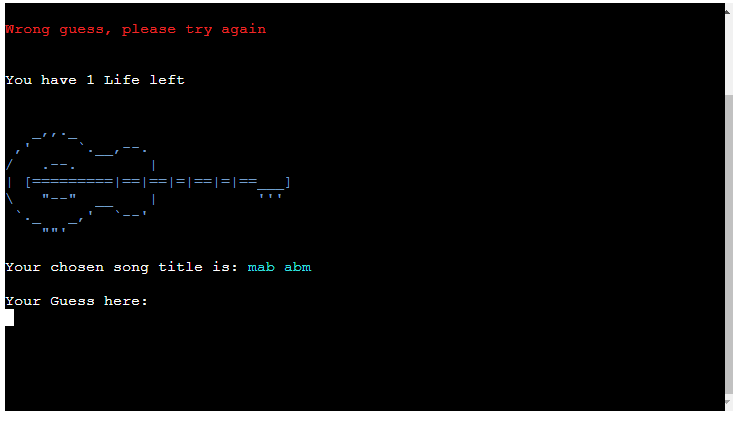 Wrong guess, please try again
You have 1 Life left
Your chosen song title is: mab abm
Your Guess here: